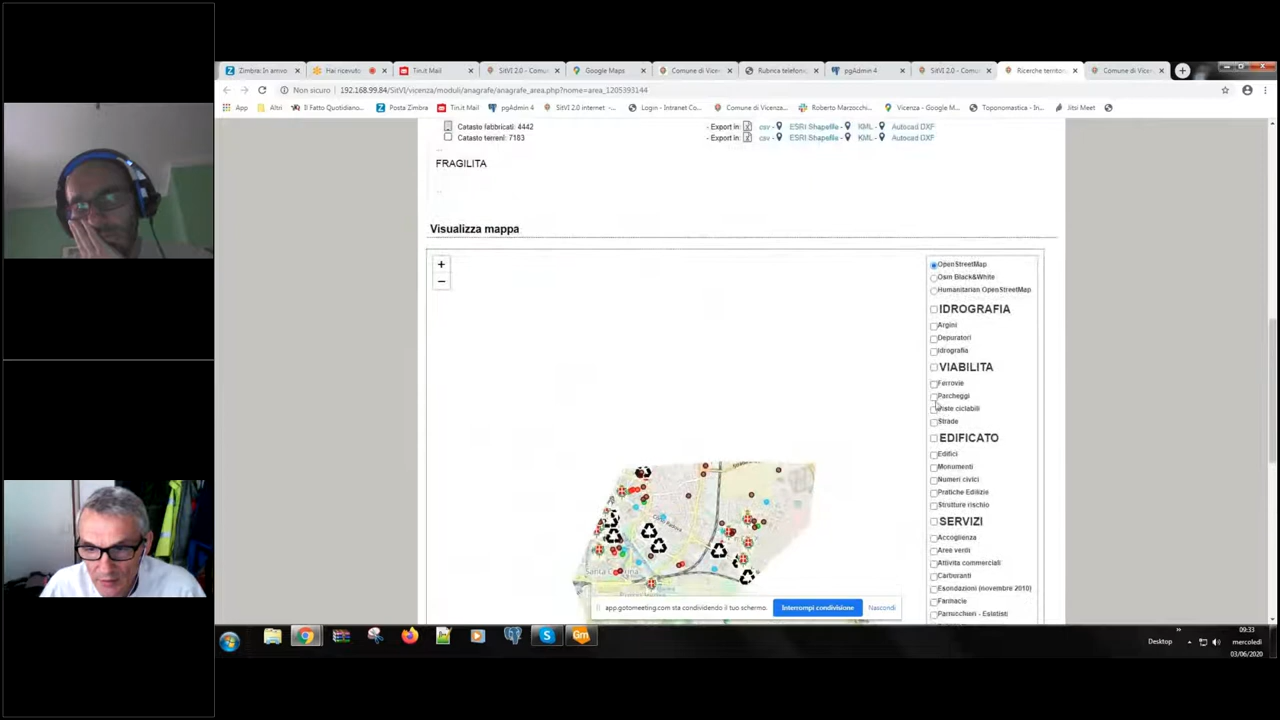 Zimbra: In arrivo
Hai ricevuto
Tin.it Mail
SitVI 2.0 - Comu
Google Maps
Comune di Vice
Rubrica telefoni
pgAdmin 4
SitVI 2.0 - Comu
Ricerche territor
Comune di Vice
Non sicuro 192.168.99.84/SitVI/vicenza/moduli/anagrafe/anagrafe_area.php?nome=area_1205393144
App
Altri
Il Fatto Quotidiano...
Posta Zimbra
Tin.it Mail
pgAdmin 4
SITVI 2.0 internet -...
Login - Intranet Co...
Comune di Vicenza...
Roberto Marzocchi...
Vicenza - Google M...
Toponomastica - In...
Jitsi Meet
Catasto fabbricati: 4442
- Export in: csv - ESRI Shapefile - KML - Autocad DXF
Catasto terreni: 7183
- Export in: csv - ESRI Shapefile - KML - Autocad DXF
FRAGILITA
Visualizza mappa
+
−
OpenStreetMap
Osm Black&White
Humanitarian OpenStreetMap
IDROGRAFIA
Argini
Depuratori
Idrografia
VIABILITA
Ferrovie
Parcheggi
Piste ciclabili
Strade
EDIFICATO
Edifici
Monumenti
Numeri civici
Pratiche Edilizie
Strutture rischio
SERVIZI
Accoglienza
Aree verdi
Attivita commerciali
Carburanti
Esondazioni (novembre 2010)
Farmacie
Parrucchieri - Estetisti
app.gotomeeting.com sta condividendo il tuo schermo.
Interrompi condivisione
Nascondi
Desktop
09:33
mercoledì
03/06/2020